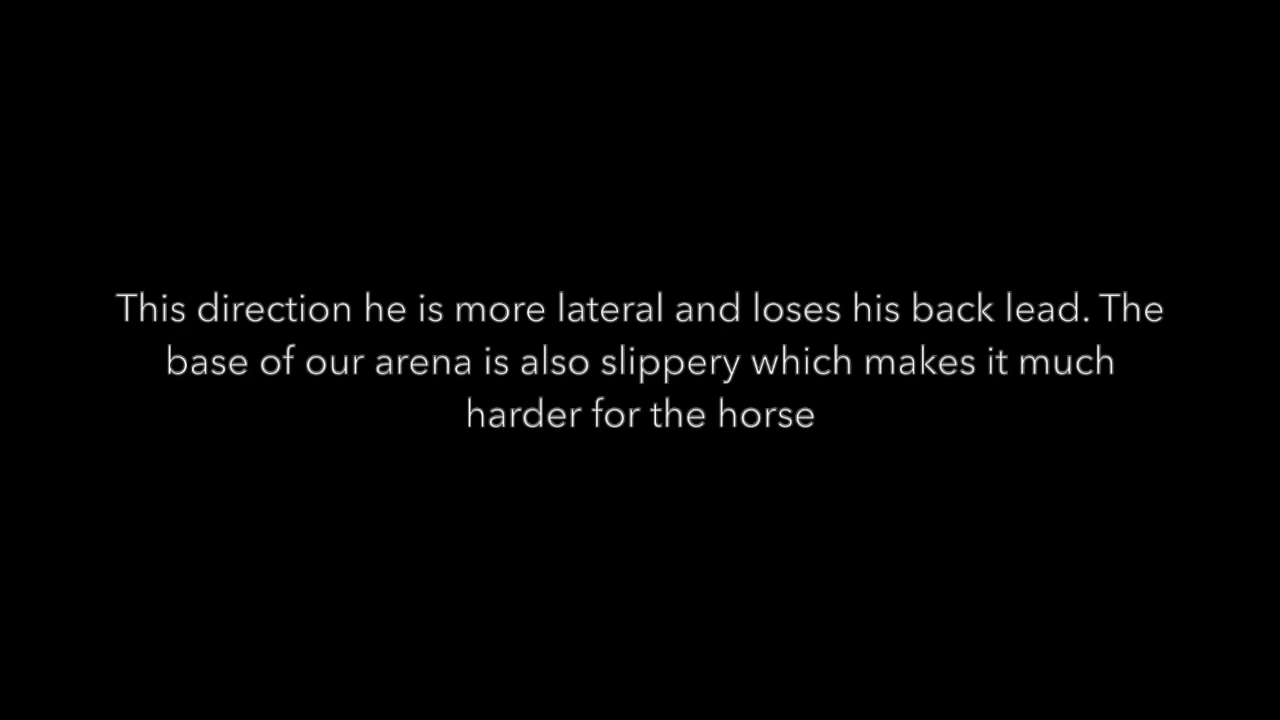 This direction he is more lateral and loses his back lead. The
base of our arena is also slippery which makes it much
harder for the horse